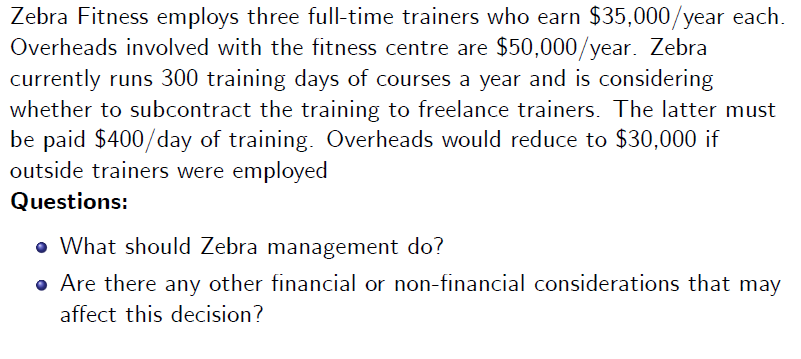 Zebra Fitness employs three full-time trainers who earn $35,000/year each.
Overheads involved with the fitness centre are $50,000/year. Zebra
currently runs 300 training days of courses a year and is considering
whether to subcontract the training to freelance trainers. The latter must
be paid $400/day of training. Overheads would reduce to $30,000 if
outside trainers were employed
Questions:
• What should Zebra management do?
• Are there any other financial or non-financial considerations that may
affect this decision?